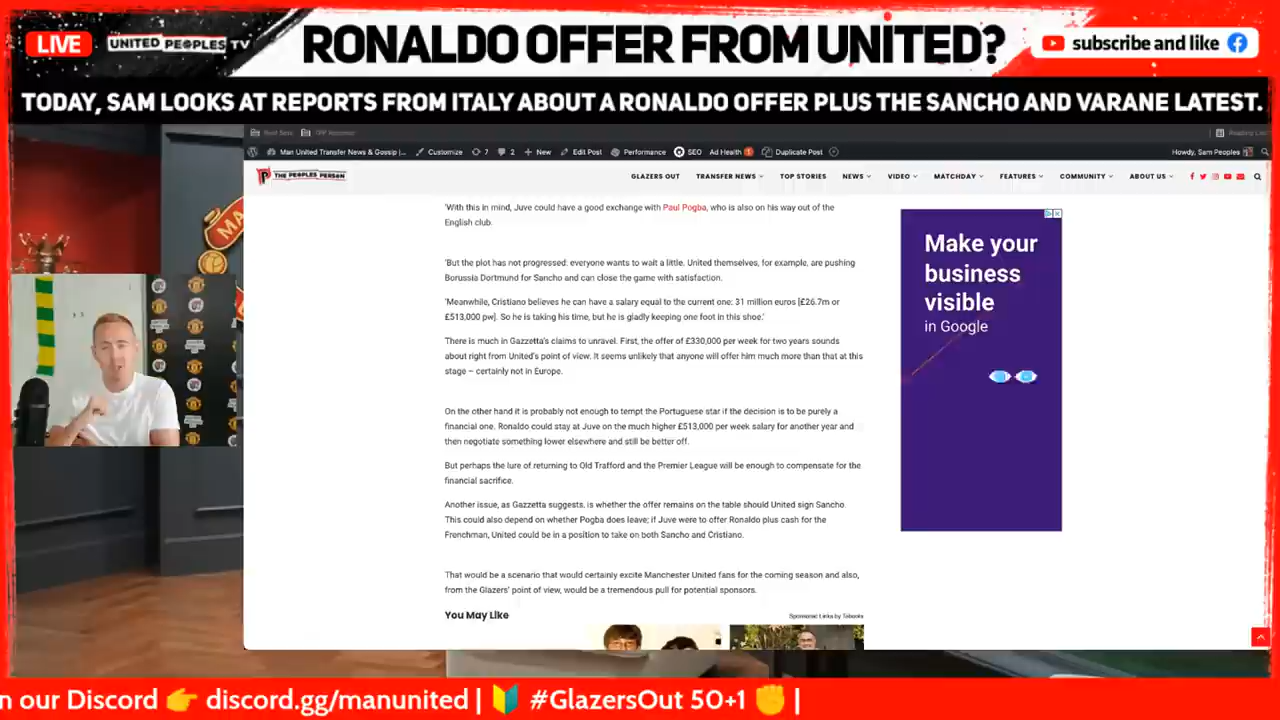 LIVE
UNITED PEOPLES TV
RONALDO OFFER FROM UNITED?
subscribe and like
TODAY, SAM LOOKS AT REPORTS FROM ITALY ABOUT A RONALDO OFFER PLUS THE SANCHO AND VARANE LATEST.
Reading List
Man United Transfer News & Gossip |... Customize 7 2 New Edit Post Performance SEO Ad Health Duplicate Post Howdy, Sam Peoples
THE PEOPLES PERSON
GLAZERS OUT TRANSFER NEWS TOP STORIES NEWS VIDEO MATCHDAY FEATURES COMMUNITY ABOUT US
'With this in mind, Juve could have a good exchange with Paul Pogba, who is also on his way out of the
English club.
'But the plot has not progressed: everyone wants to wait a little. United themselves, for example, are pushing
Borussia Dortmund for Sancho and can close the game with satisfaction.
'Meanwhile, Cristiano believes he can have a salary equal to the current one: 31 million euros [£26.7m or
£513,000 pw]. So he is taking his time, but he is gladly keeping one foot in this shoe.'
There is much in Gazzetta's claims to unravel. First, the offer of £330,000 per week for two years sounds
about right from United's point of view. It seems unlikely that anyone will offer him much more than that at this
stage – certainly not in Europe.
On the other hand it is probably not enough to tempt the Portuguese star if the decision is to be purely a
financial one. Ronaldo could stay at Juve on the much higher £513,000 per week salary for another year and
then negotiate something lower elsewhere and still be better off.
But perhaps the lure of returning to Old Trafford and the Premier League will be enough to compensate for the
financial sacrifice.
Another issue, as Gazzetta suggests, is whether the offer remains on the table should United sign Sancho.
This could also depend on whether Pogba does leave; if Juve were to offer Ronaldo plus cash for the
Frenchman, United could be in a position to take on both Sancho and Cristiano.
That would be a scenario that would certainly excite Manchester United fans for the coming season and also,
from the Glazers' point of view, would be a tremendous pull for potential sponsors.
You May Like
Sponsored Links by Taboola
Make your
business
visible
in Google
n our Discord 👉 discord.gg/manunited | 🔰 #GlazersOut 50+1 ✊ |